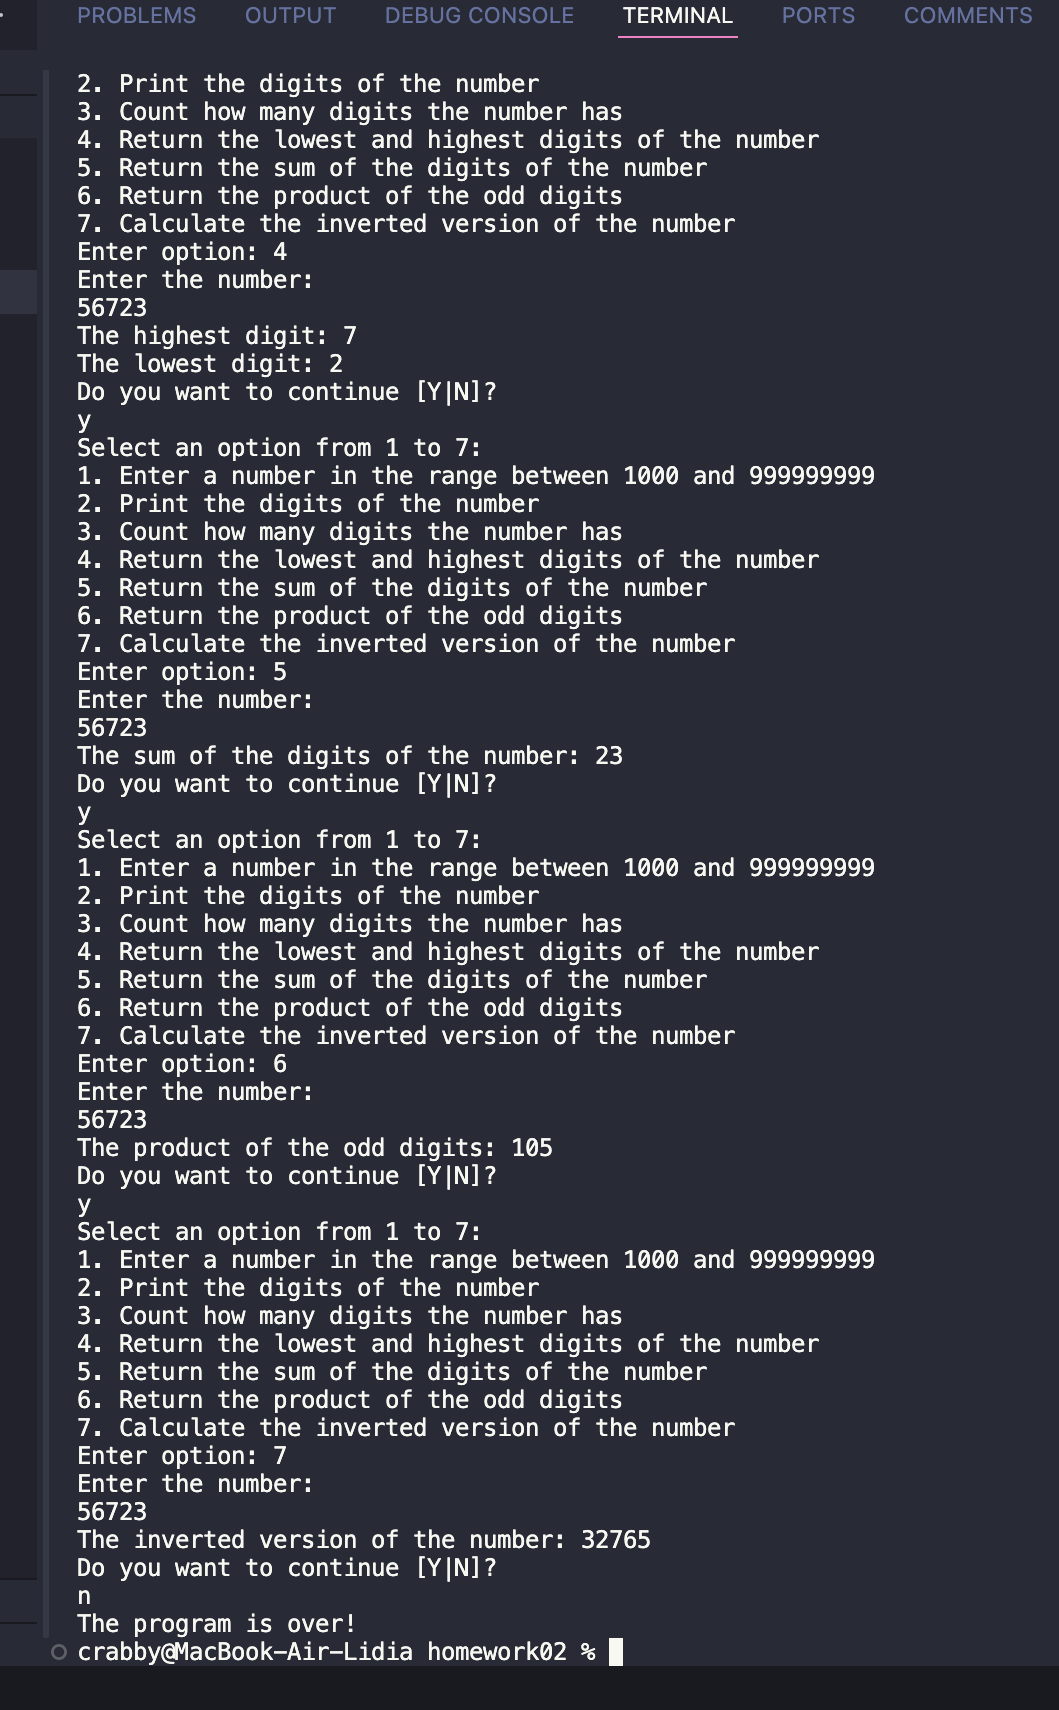 PROBLEMS OUTPUT DEBUG CONSOLE TERMINAL PORTS COMMENTS
2. Print the digits of the number
3. Count how many digits the number has
4. Return the lowest and highest digits of the number
5. Return the sum of the digits of the number
6. Return the product of the odd digits
7. Calculate the inverted version of the number
Enter option: 4
Enter the number:
56723
The highest digit: 7
The lowest digit: 2
Do you want to continue [Y|N]?
y
Select an option from 1 to 7:
1. Enter a number in the range between 1000 and 999999999
2. Print the digits of the number
3. Count how many digits the number has
4. Return the lowest and highest digits of the number
5. Return the sum of the digits of the number
6. Return the product of the odd digits
7. Calculate the inverted version of the number
Enter option: 5
Enter the number:
56723
The sum of the digits of the number: 23
Do you want to continue [Y|N]?
y
Select an option from 1 to 7:
1. Enter a number in the range between 1000 and 999999999
2. Print the digits of the number
3. Count how many digits the number has
4. Return the lowest and highest digits of the number
5. Return the sum of the digits of the number
6. Return the product of the odd digits
7. Calculate the inverted version of the number
Enter option: 6
Enter the number:
56723
The product of the odd digits: 105
Do you want to continue [Y|N]?
y
Select an option from 1 to 7:
1. Enter a number in the range between 1000 and 999999999
2. Print the digits of the number
3. Count how many digits the number has
4. Return the lowest and highest digits of the number
5. Return the sum of the digits of the number
6. Return the product of the odd digits
7. Calculate the inverted version of the number
Enter option: 7
Enter the number:
56723
The inverted version of the number: 32765
Do you want to continue [Y|N]?
n
The program is over!
crabby@MacBook-Air-Lidia homework02 %